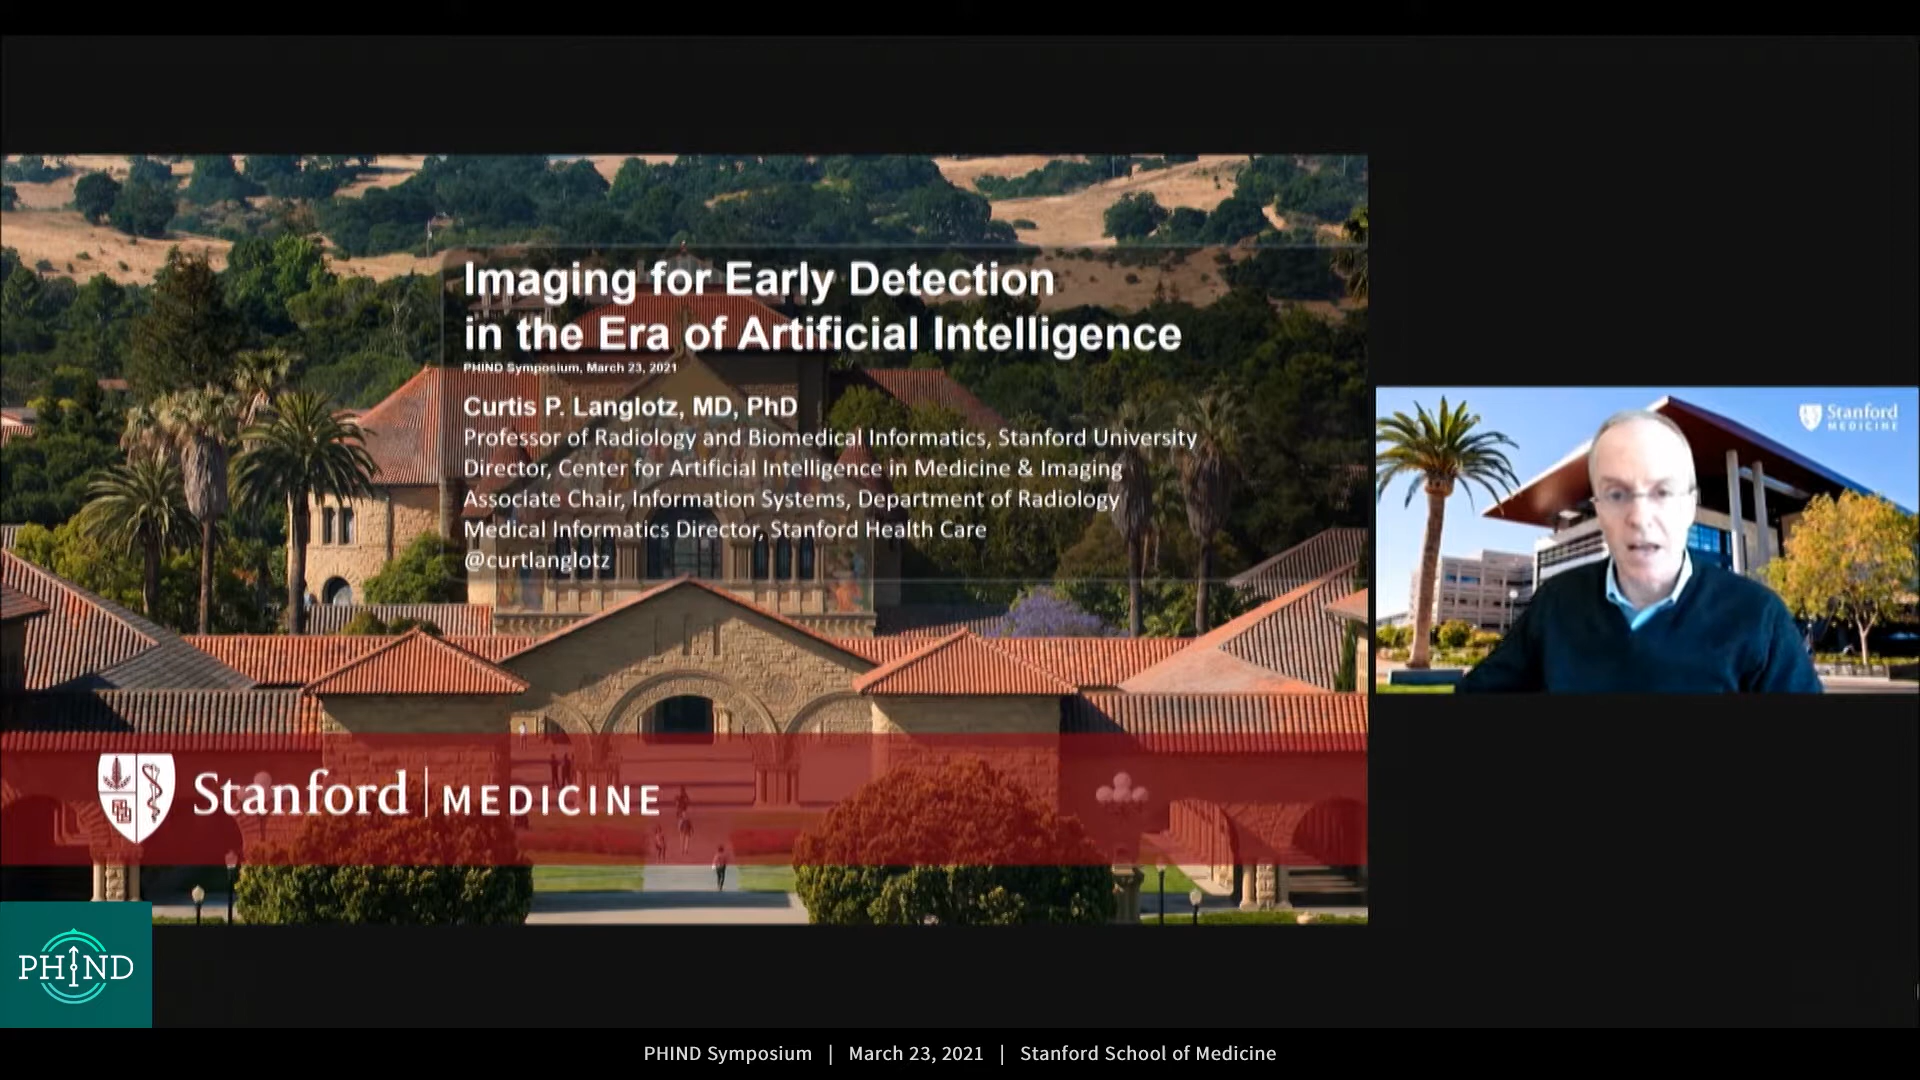 Imaging for Early Detection
in the Era of Artificial Intelligence
PHIND Symposium, March 23, 2021
Curtis P. Langlotz, MD, PhD
Professor of Radiology and Biomedical Informatics, Stanford University
Director, Center for Artificial Intelligence in Medicine & Imaging
Associate Chair, Information Systems, Department of Radiology
Medical Informatics Director, Stanford Health Care
@curtlanglotz
Stanford
MEDICINE
Stanford | MEDICINE
PHIND
PHIND Symposium | March 23, 2021 | Stanford School of Medicine